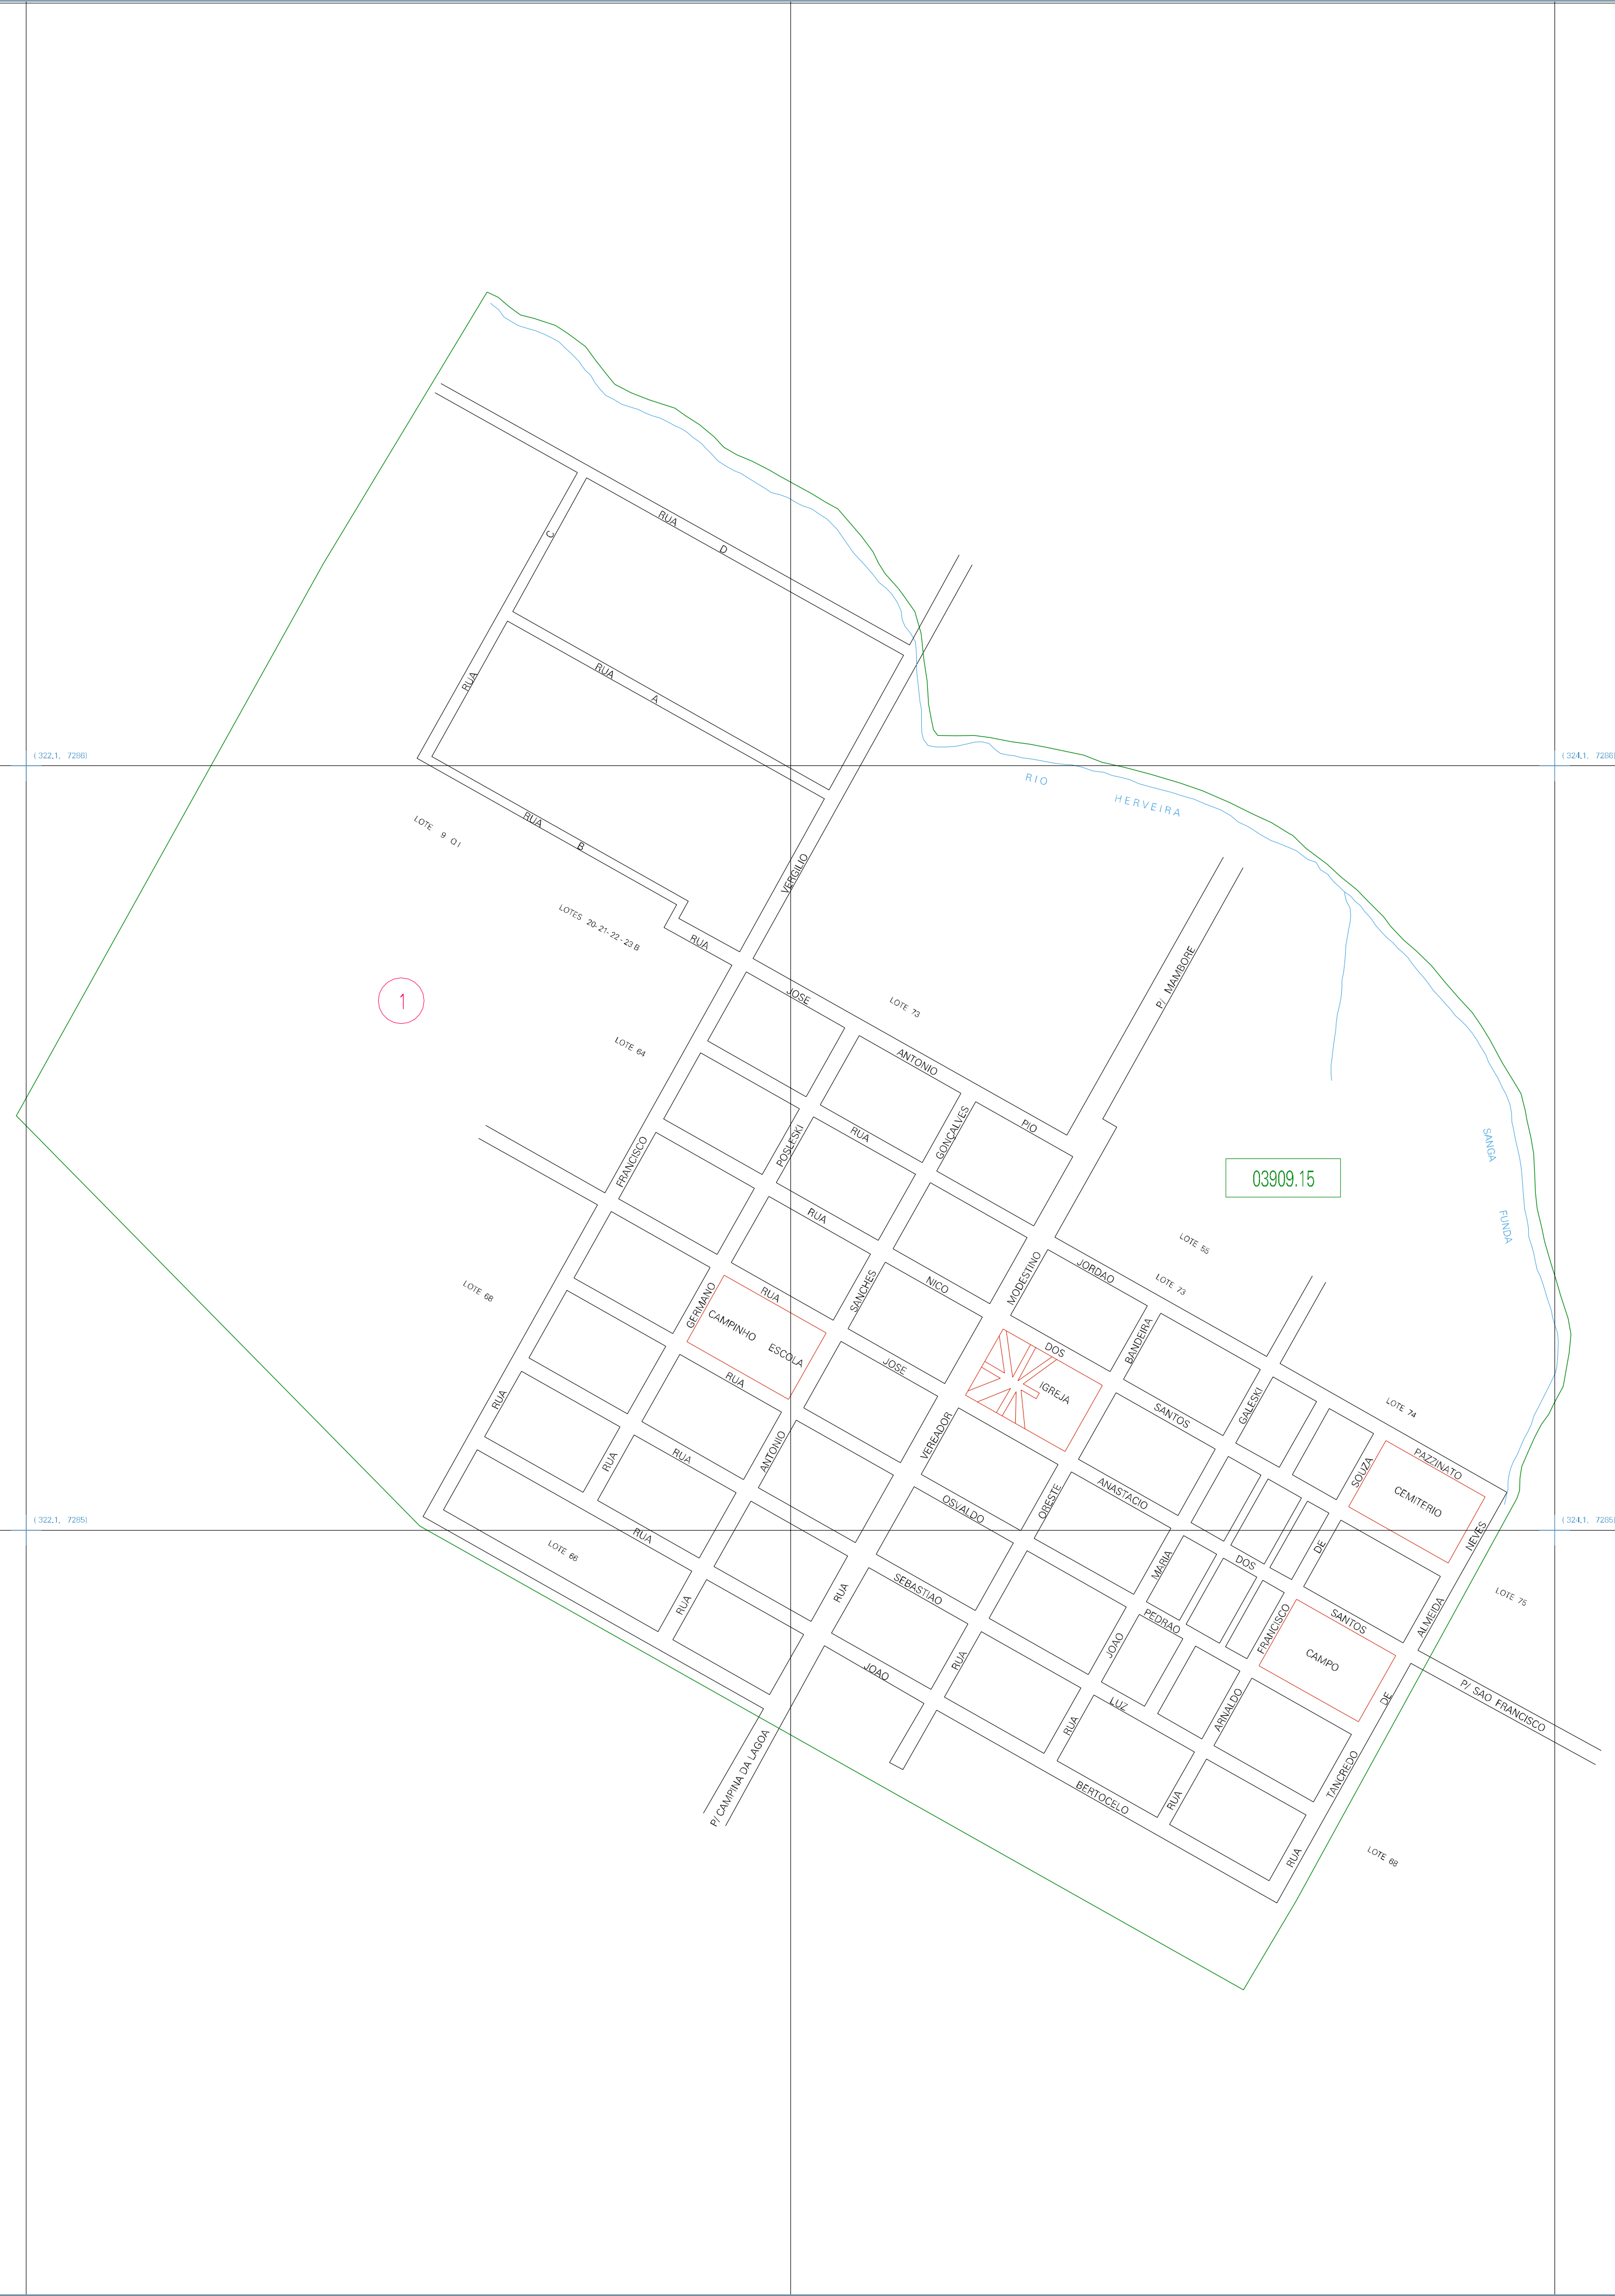 RUA D
RUA C
RUA A
( 322.1, 7286)
( 324.1, 7286)
RIO HERVEIRA
LOTE 9 Q I
RUA B
VERGILIO
LOTES 20-21-22-23 B
RUA
P/ MAMBORE
1
JOSE
LOTE 73
LOTE 64
ANTONIO
PIO
FRANCISCO
POSLESKI
RUA
GONCALVES
SANGA FUNDA
03909.15
RUA
LOTE 55
LOTE 73
JORDAO
MODESTINO
NICO
SANCHES
RUA
GERMANO
CAMPINHO ESCOLA
LOTE 68
DOS
BANDEIRA
JOSE
RUA
IGREJA
RUA
SANTOS
GALESKI
LOTE 74
VEREADOR
ANTONIO
RUA
RUA
PAZZINATO
SOUZA
CEMITERIO
ANASTACIO
ORESTE
OSVALDO
( 322.1, 7285)
( 324.1, 7285)
RUA
LOTE 66
NEVES
DE
DOS
MARIA
SEBASTIAO
RUA
RUA
LOTE 75
PEDRAO
SANTOS
ALMEIDA
FRANCISCO
JOAO
RUA
JOAO
CAMPO
P/ SAO FRANCISCO
DE
LUZ
ARNALDO
RUA
P/ CAMPINA DA LAGOA
TANCREDO
BERTOCELO
RUA
RUA
LOTE 68